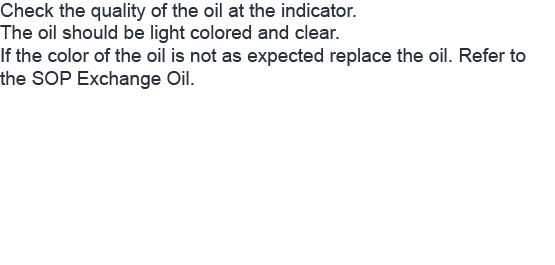 Check the quality of the oil at the indicator.
The oil should be light colored and clear.
If the color of the oil is not as expected replace the oil. Refer to
the SOP Exchange Oil.